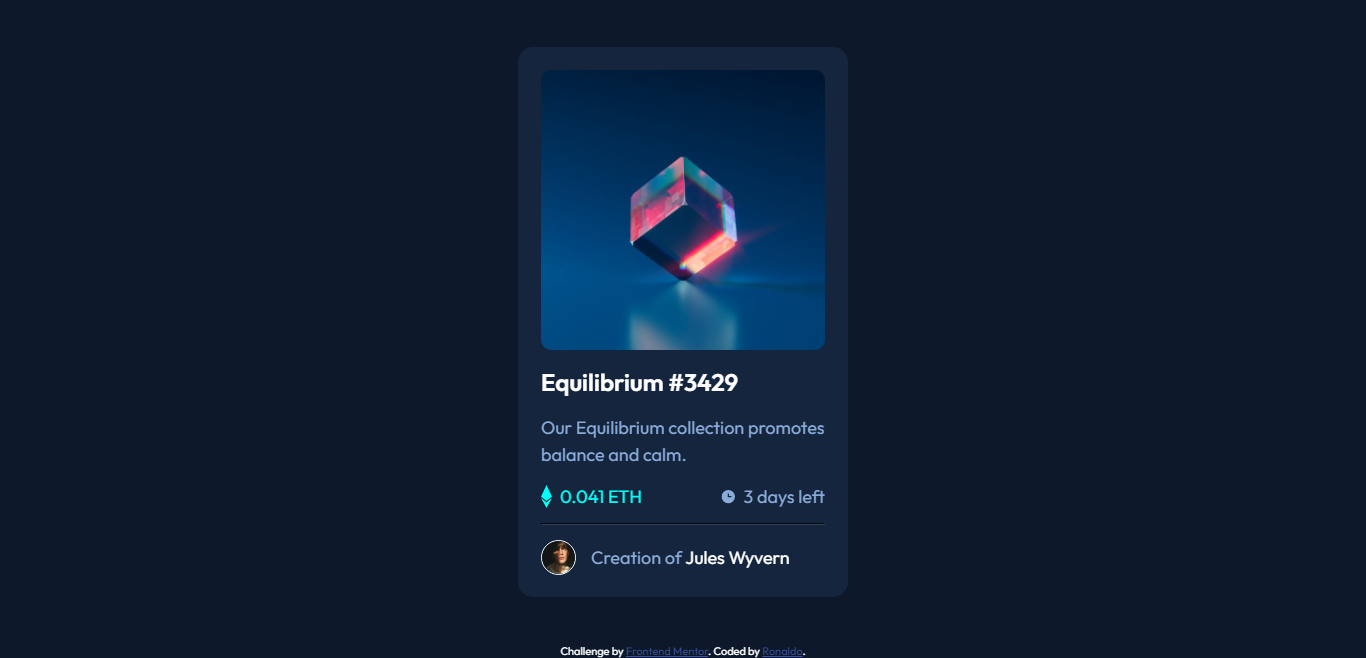 Equilibrium #3429
Our Equilibrium collection promotes
balance and calm.
0.041 ETH 3 days left
Creation of Jules Wyvern
Challenge by Frontend Mentor. Coded by Ronaldo.